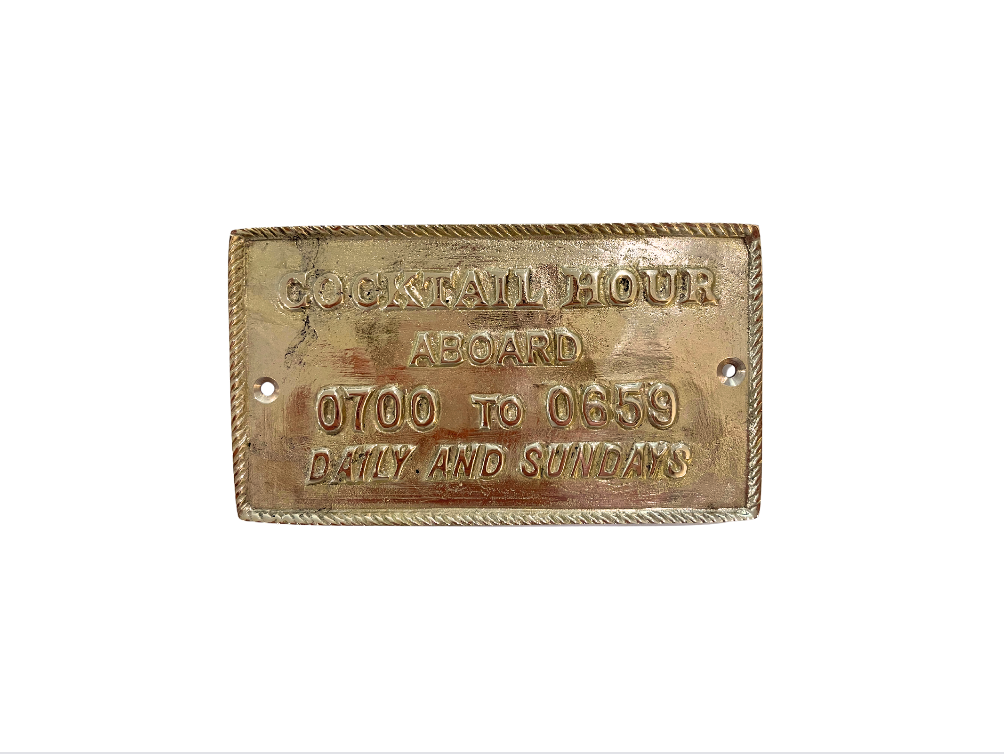 COCKTAIL HOUR
ABOARD
0700 TO 0659
DAILY AND SUNDAYS